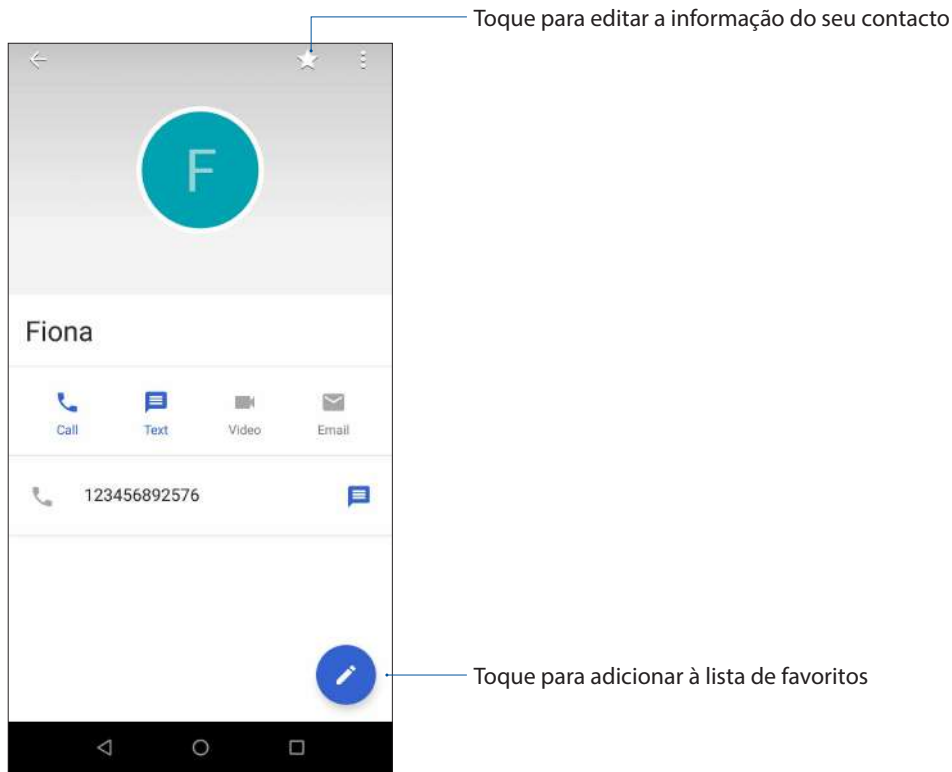 Toque para editar a informação do seu contacto
F
Fiona
Call Text Video Email
123456892576
Toque para adicionar à lista de favoritos